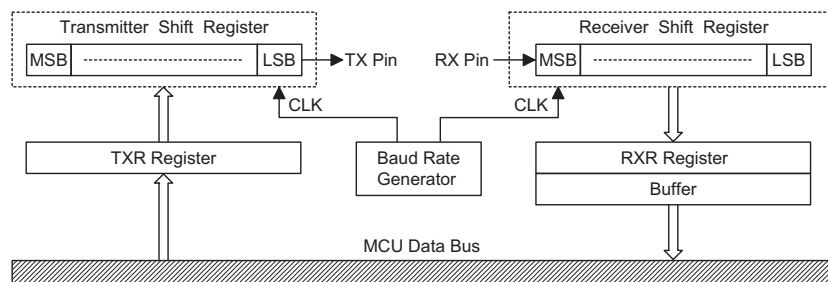 Transmitter Shift Register
MSB
LSB
TX Pin
CLK
TXR Register
Baud Rate
Generator
Receiver Shift Register
RX Pin
MSB
LSB
CLK
RXR Register
Buffer
MCU Data Bus